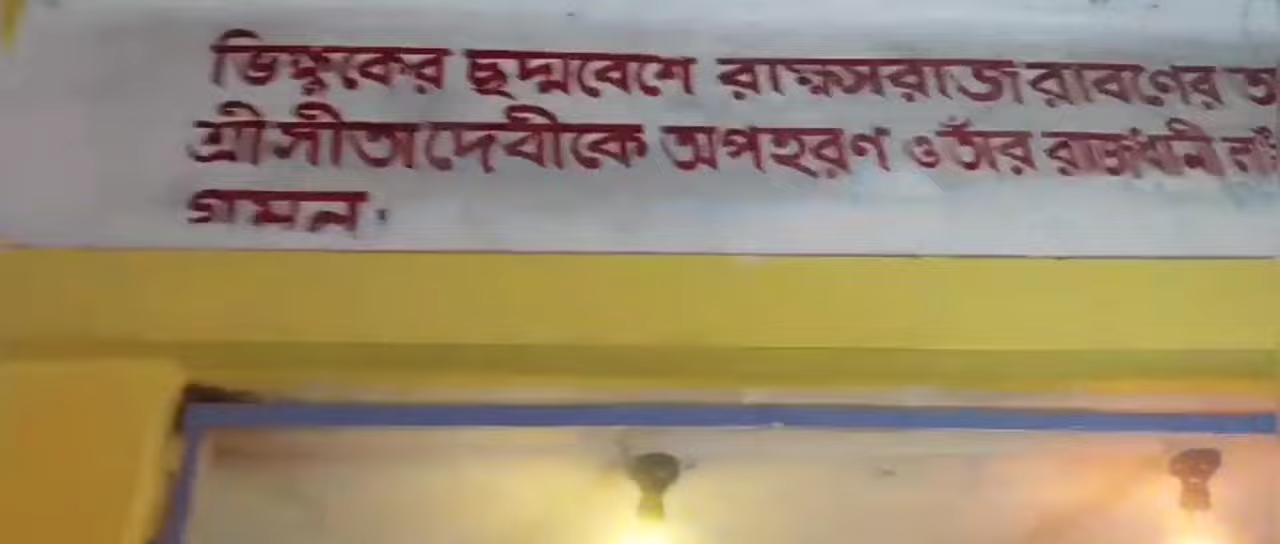 ভিক্ষুকের ছদ্মবেশে রাক্ষসরাজ রাবণের
শ্রীসীতাদেবীকে অপহরণ ও তাঁর রাজধানী
গমন।